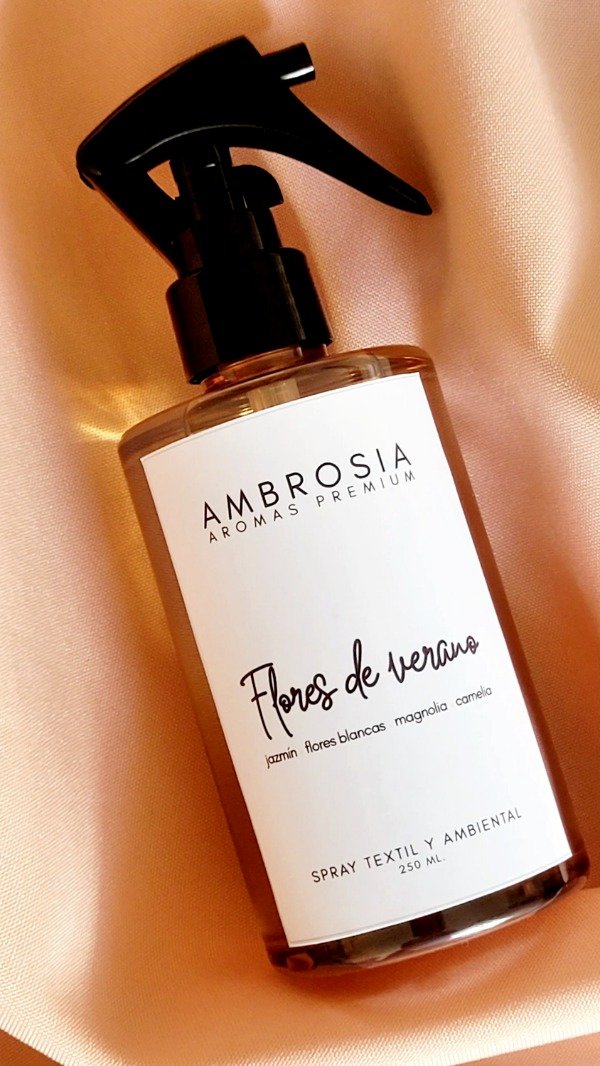 AMBROSIA
AROMAS PREMIUM
Flores de verano
jazmín flores blancas magnolia camelia
SPRAY TEXTIL Y AMBIENTAL
250 ML.